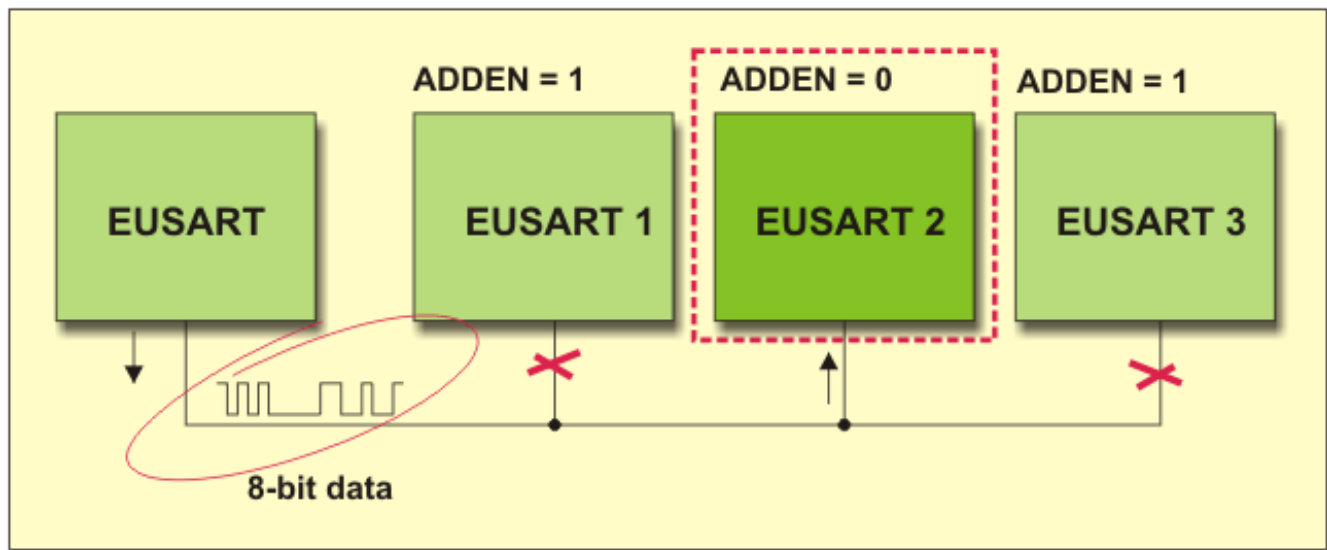 ADDEN = 1
ADDEN = 0
ADDEN = 1
EUSART
EUSART 1
EUSART 2
EUSART 3
8-bit data